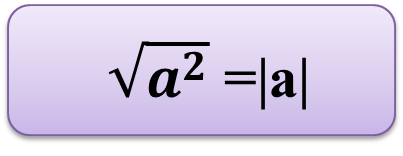 √a² =|a|